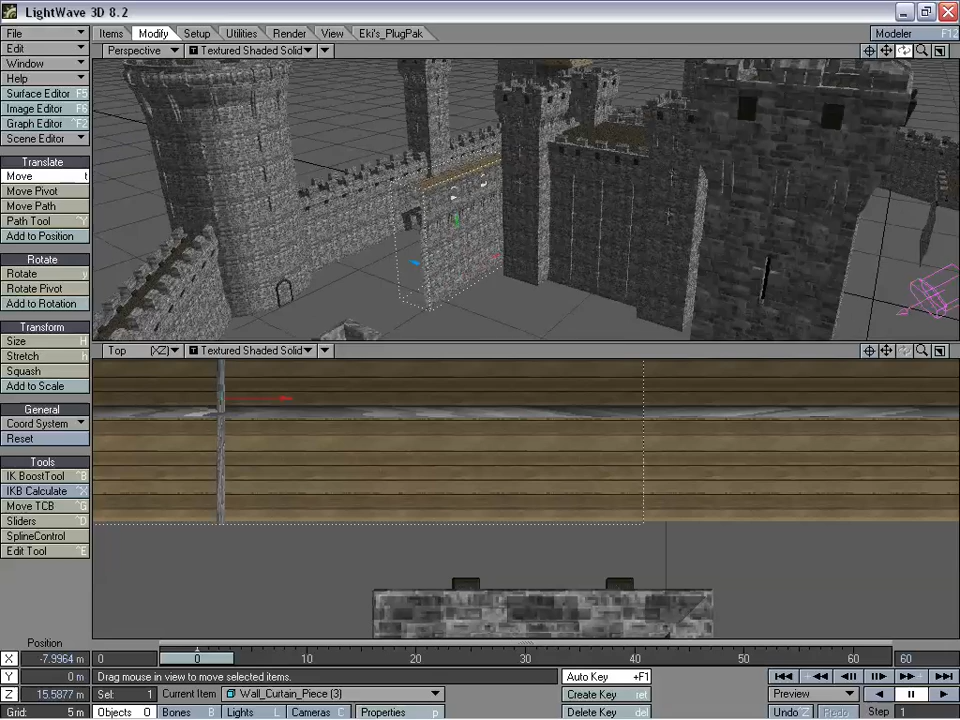 LightWave 3D 8.2
File Items Modify Setup Utilities Render View Eki's_PlugPak Modeler F12
Edit Perspective Textured Shaded Solid
Window
Help
Surface Editor F5
Image Editor F6
Graph Editor ^F2
Scene Editor
Translate
Move t
Move Pivot
Move Path
Path Tool ^Y
Add to Position
Rotate
Rotate y
Rotate Pivot
Add to Rotation
Transform
Size H
Stretch h
Squash
Add to Scale
General
Coord System
Reset
Tools
IK BoostTool ^B
IKB Calculate ^X
Move TCB ^G
Sliders ^D
SplineControl
Edit Tool ^E
Top (XZ) Textured Shaded Solid
Position
X -7.9964 m 0 0 10 20 30 40 50 60 60
Y 0 m Drag mouse in view to move selected items. Auto Key +F1
Z 15.5877 m Sel: 1 Current Item Wall_Curtain_Piece (3) Create Key ret Preview
Grid: 5 m Objects O Bones B Lights L Cameras C Properties p Delete Key del Undo ^Z Redo Z Step 1